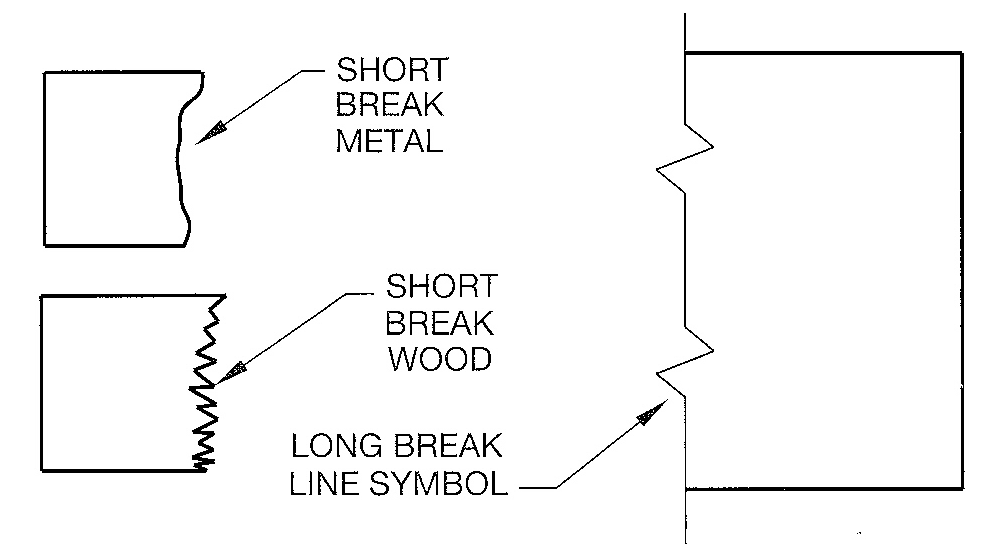 SHORT
BREAK
METAL
SHORT
BREAK
WOOD
LONG BREAK
LINE SYMBOL